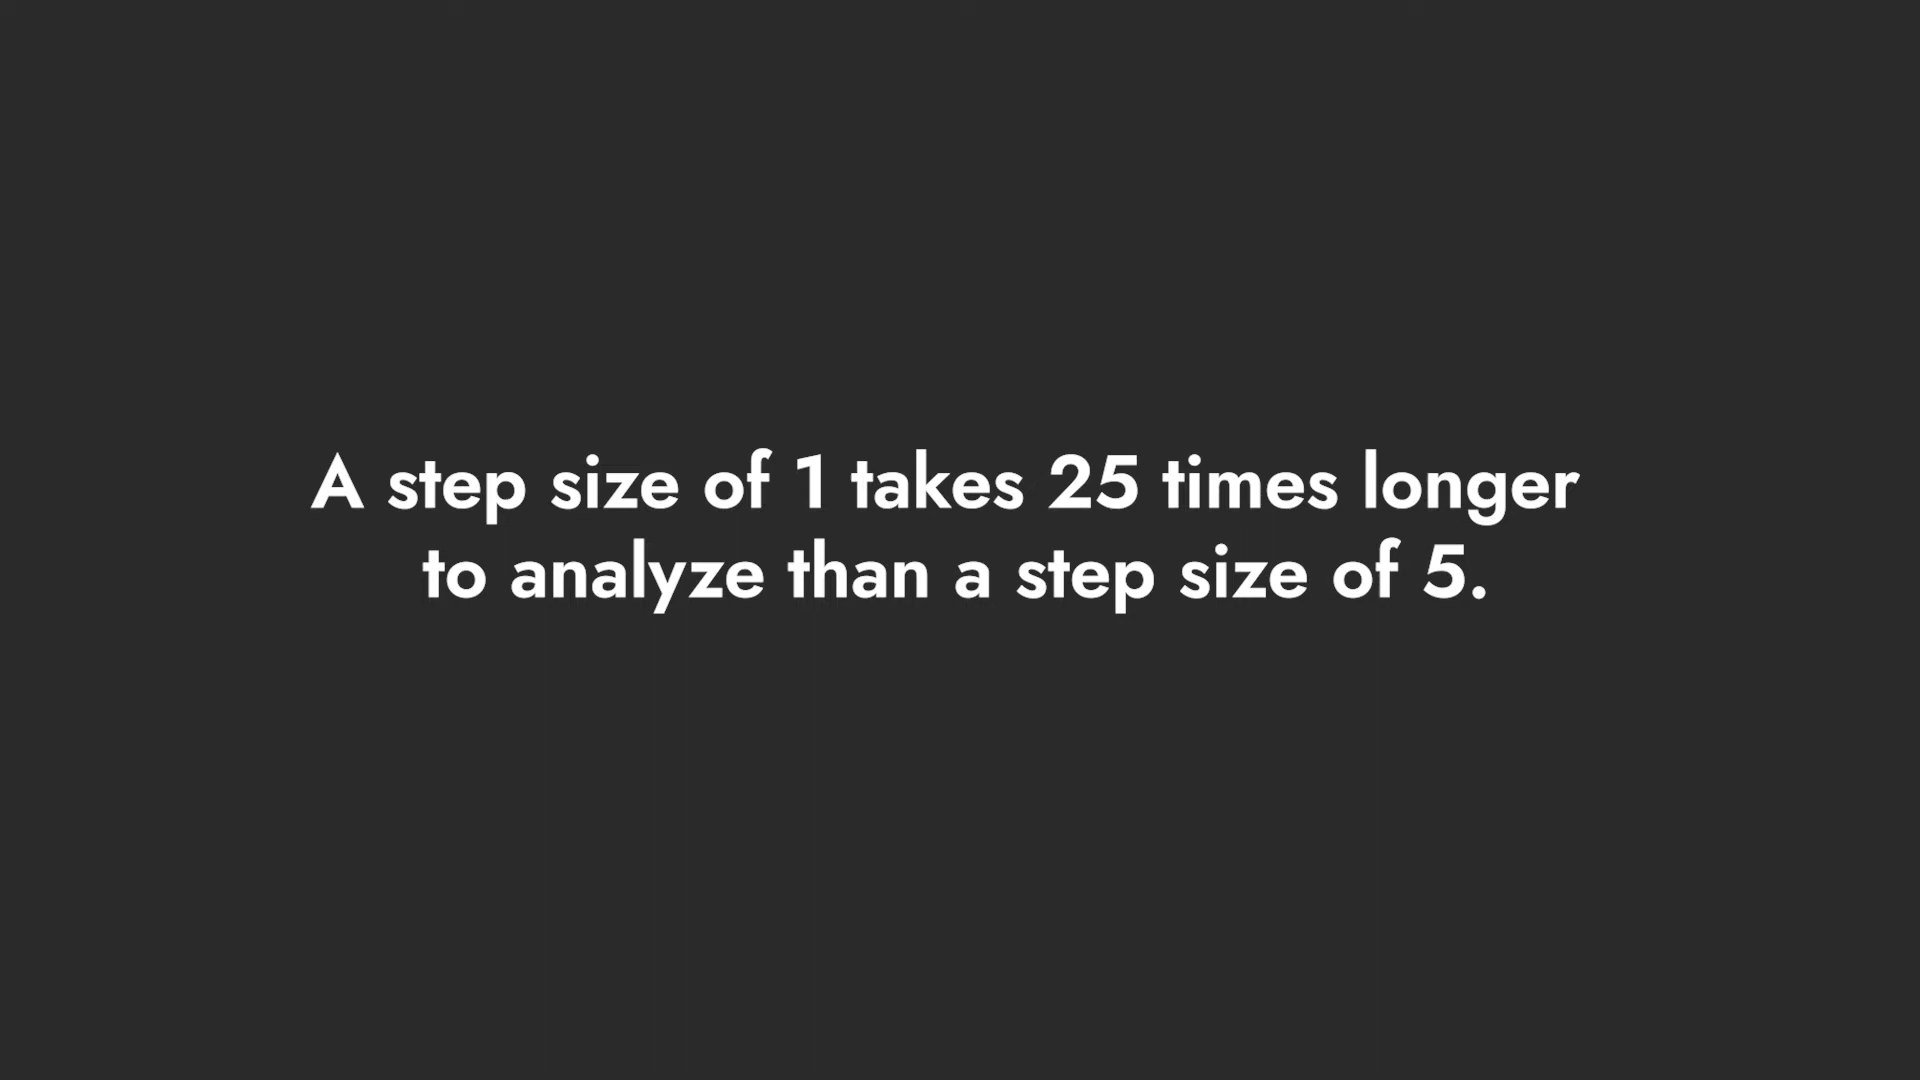 A step size of 1 takes 25 times longer
to analyze than a step size of 5.